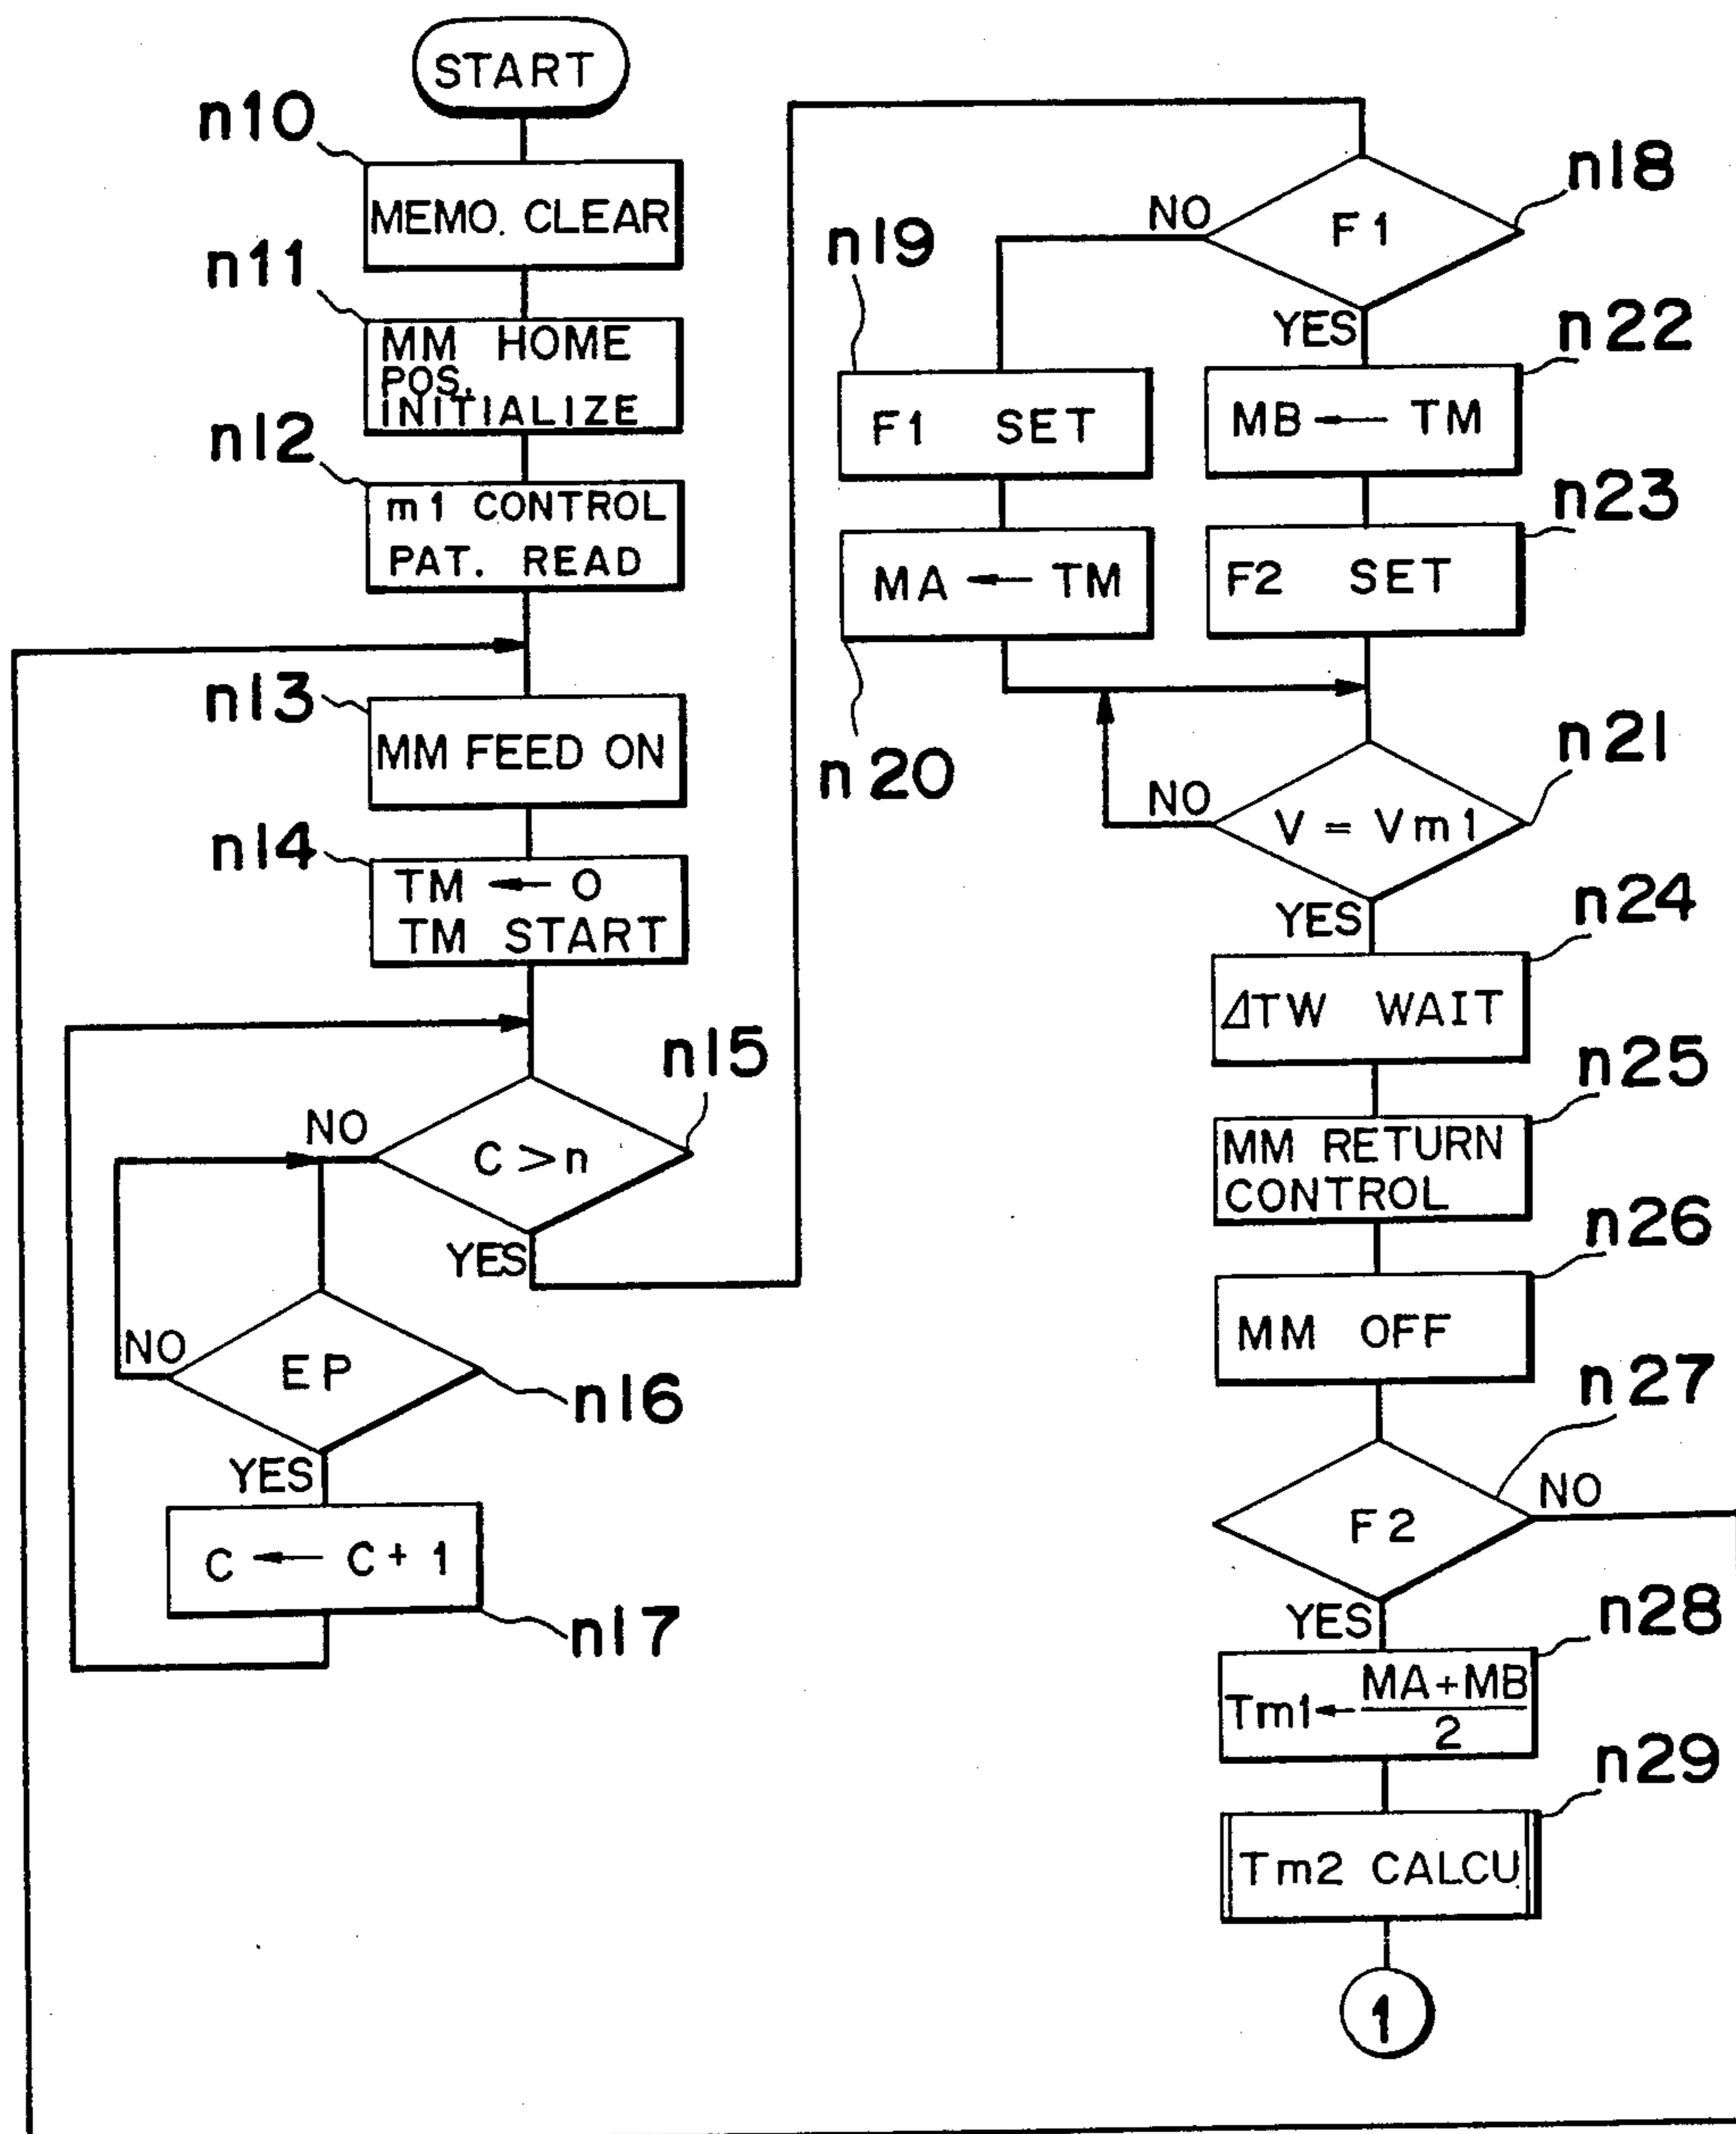 START
n10
MEMO. CLEAR
n11
MM HOME
POS.
INITIALIZE
n12
m1 CONTROL
PAT. READ
n13
MM FEED ON
n14
TM ← 0
TM START
n15
NO
C > n
YES
n16
NO
EP
YES
C ← C + 1
n17
n18
NO
F1
YES
n19
F1 SET
n20
MA ← TM
n22
MB ← TM
n23
F2 SET
n21
NO
V = Vm1
YES
n24
ΔTW WAIT
n25
MM RETURN
CONTROL
n26
MM OFF
n27
F2
NO
YES
n28
Tm1 ← MA+MB
2
n29
Tm2 CALCU
1